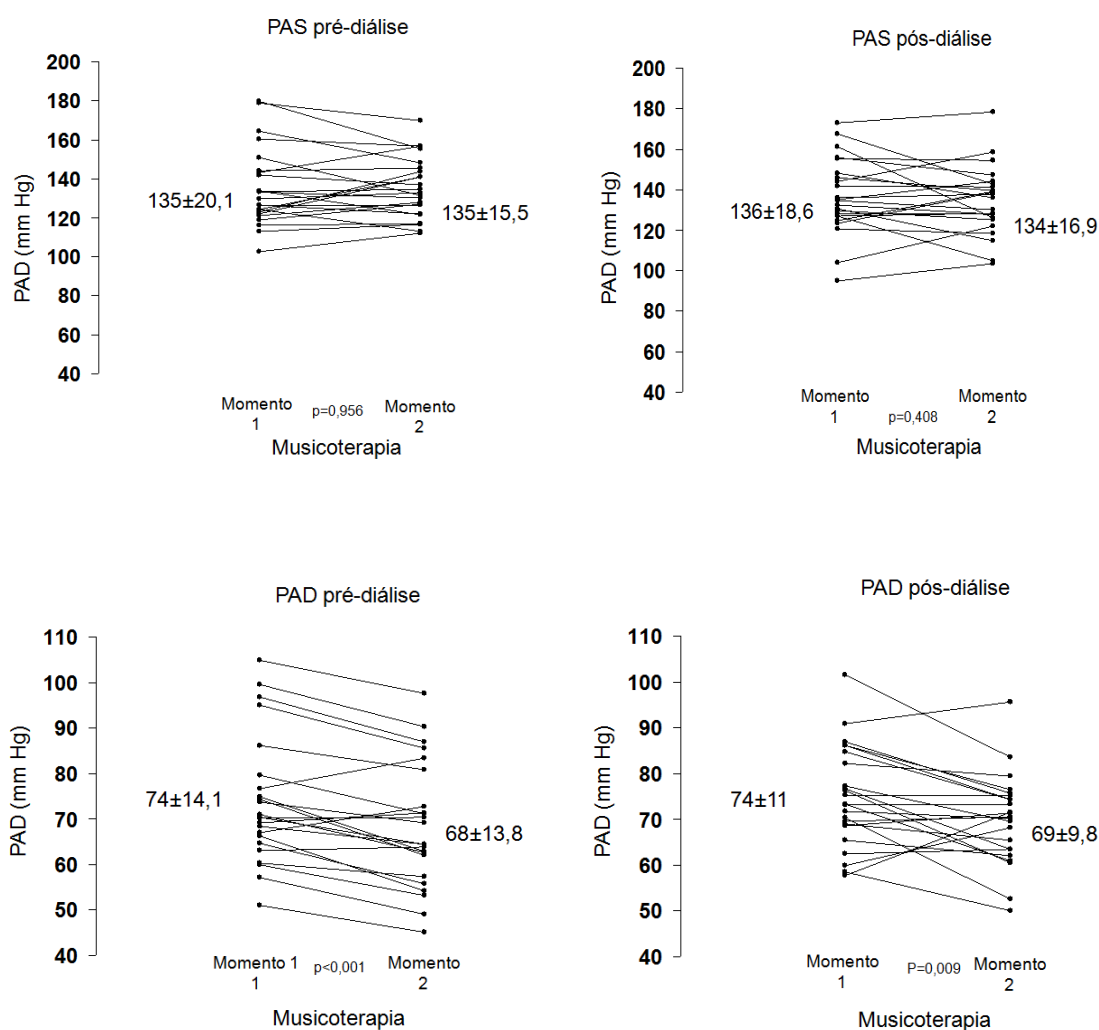 PAS pré-diálise
200
180
160
140
120
100
80
60
40
PAD (mm Hg)
135±20,1
135±15,5
Momento
1
p=0,956
Momento
2
Musicoterapia
PAS pós-diálise
200
180
160
140
120
100
80
60
40
PAD (mm Hg)
136±18,6
134±16,9
Momento
1
p=0,408
Momento
2
Musicoterapia
PAD pré-diálise
110
100
90
80
70
60
50
40
PAD (mm Hg)
74±14,1
68±13,8
Momento 1
1
p<0,001
Momento
2
Musicoterapia
PAD pós-diálise
110
100
90
80
70
60
50
40
PAD (mm Hg)
74±11
69±9,8
Momento
1
P=0,009
Momento
2
Musicoterapia